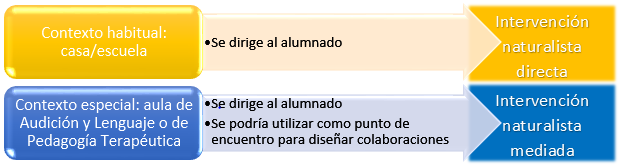 Contexto habitual:
casa/escuela
•Se dirige al alumnado
Intervención
naturalista
directa
Contexto especial: aula de
Audición y Lenguaje o de
Pedagogía Terapéutica
•Se dirige al alumnado
•Se podría utilizar como punto de
encuentro para diseñar colaboraciones
Intervención
naturalista
mediada